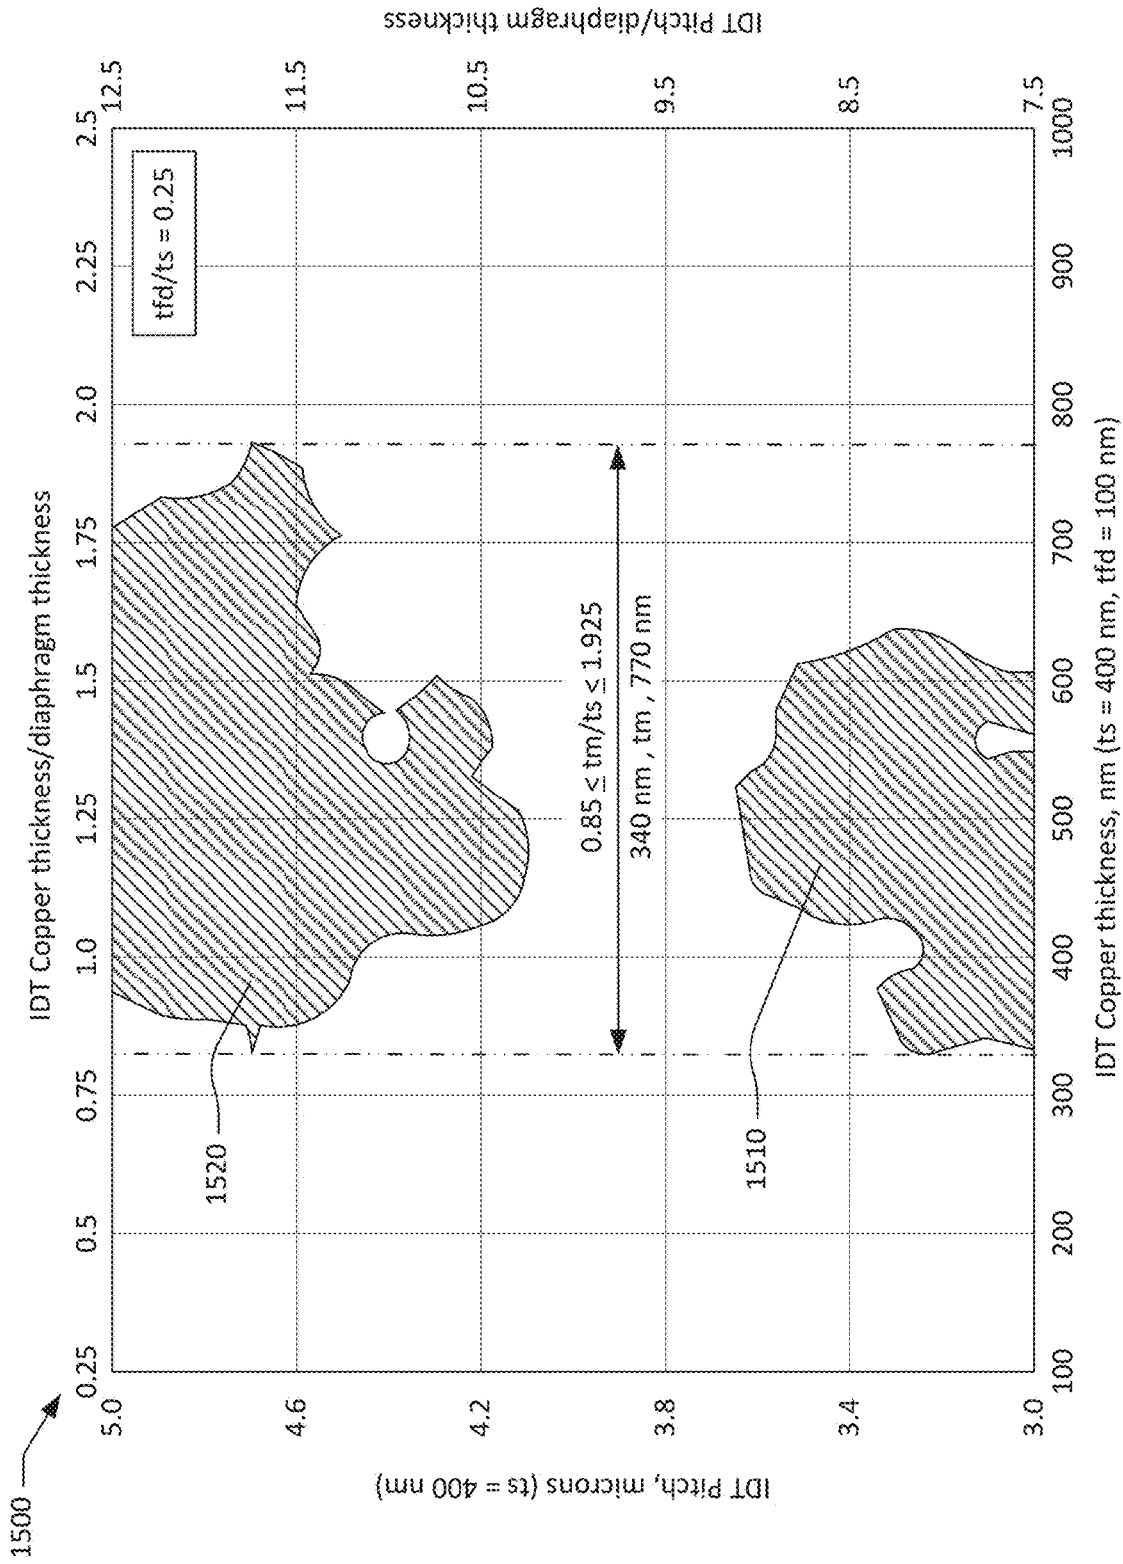 1500
IDT Copper thickness/diaphragm thickness
0.25 0.5 0.75 1.0 1.25 1.5 1.75 2.0 2.25 2.5
5.0
4.6
4.2
3.8
3.4
3.0
IDT Pitch, microns (ts = 400 nm)
12.5
11.5
10.5
9.5
8.5
7.5
IDT Pitch/diaphragm thickness
tfd/ts = 0.25
1520
0.85 ≤ tm/ts ≤ 1.925
340 nm , tm , 770 nm
1510
100 200 300 400 500 600 700 800 900 1000
IDT Copper thickness, nm (ts = 400 nm, tfd = 100 nm)